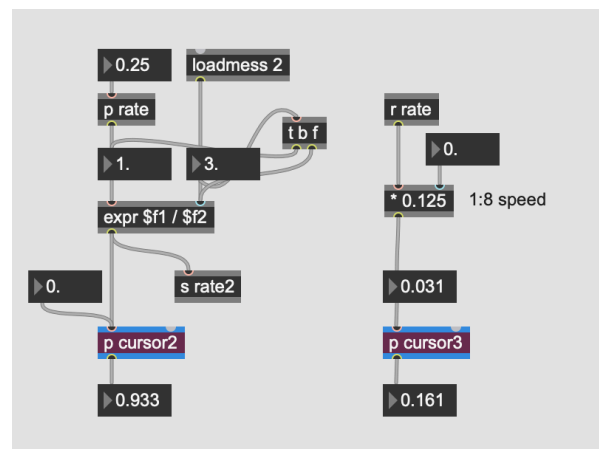 0.25
loadmess 2
p rate
t b f
r rate
1.
3.
0.
expr $f1 / $f2
* 0.125
1:8 speed
0.
s rate2
0.031
p cursor2
p cursor3
0.933
0.161